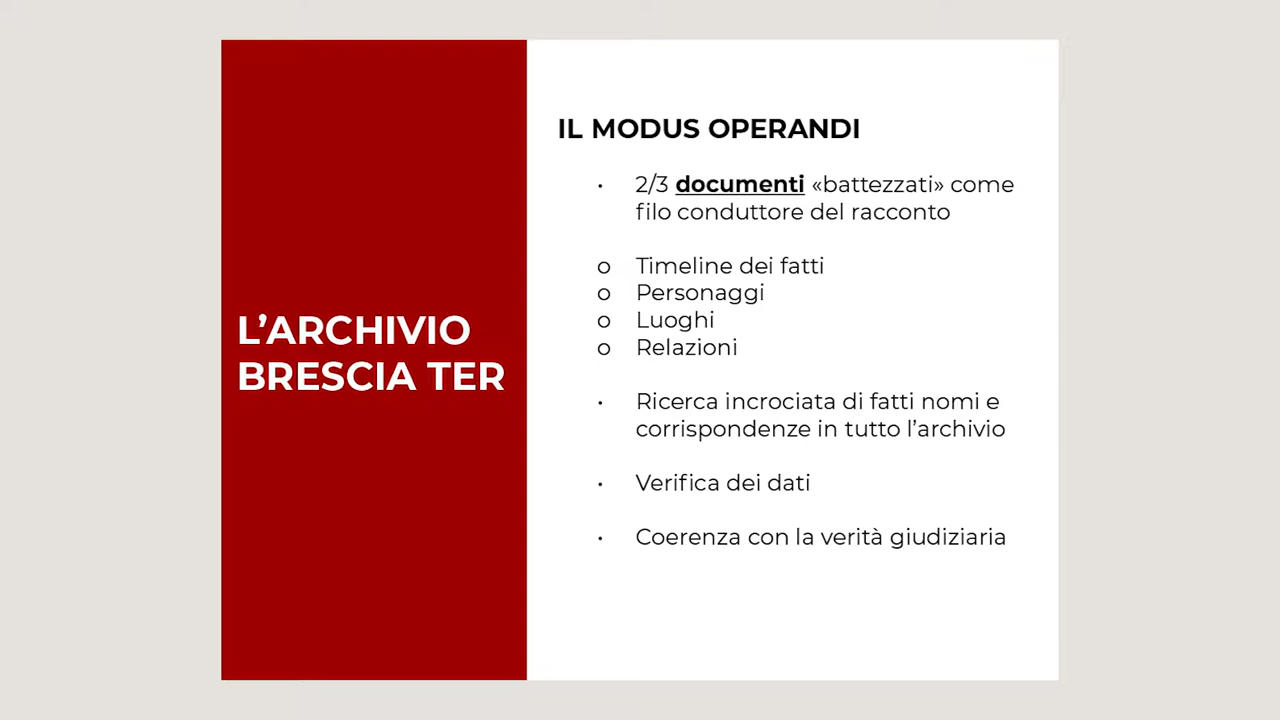 L’ARCHIVIO
BRESCIA TER
IL MODUS OPERANDI
• 2/3 documenti «battezzati» come
filo conduttore del racconto
o Timeline dei fatti
o Personaggi
o Luoghi
o Relazioni
• Ricerca incrociata di fatti nomi e
corrispondenze in tutto l’archivio
• Verifica dei dati
• Coerenza con la verità giudiziaria